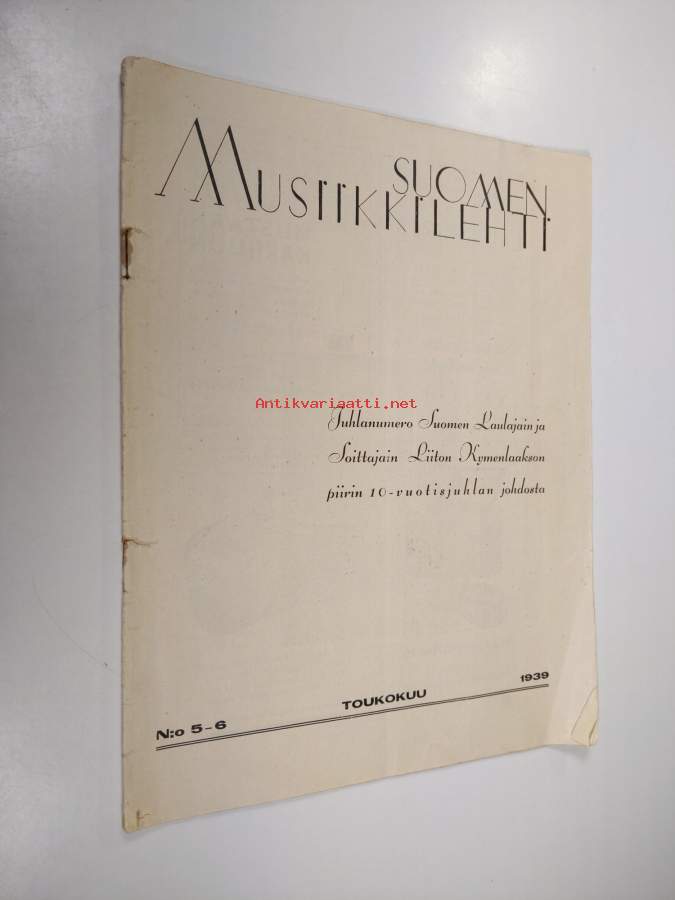 SUOMEN
MUSIIKKILEHTI
Antikvariaatti.net
Juhlanumero Suomen Laulajain ja
Soittajain Liiton Kymenlaakson
piirin 10-vuotisjuhlan johdosta
N:o 5-6 TOUKOKUU 1939